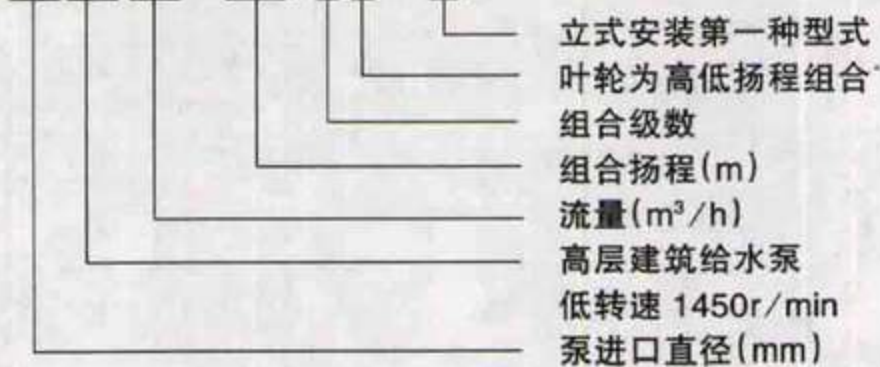 立式安装第一种型式
叶轮为高低扬程组合
组合级数
组合扬程(m)
流量(m³/h)
高层建筑给水泵
低转速 1450r/min
泵进口直径(mm)